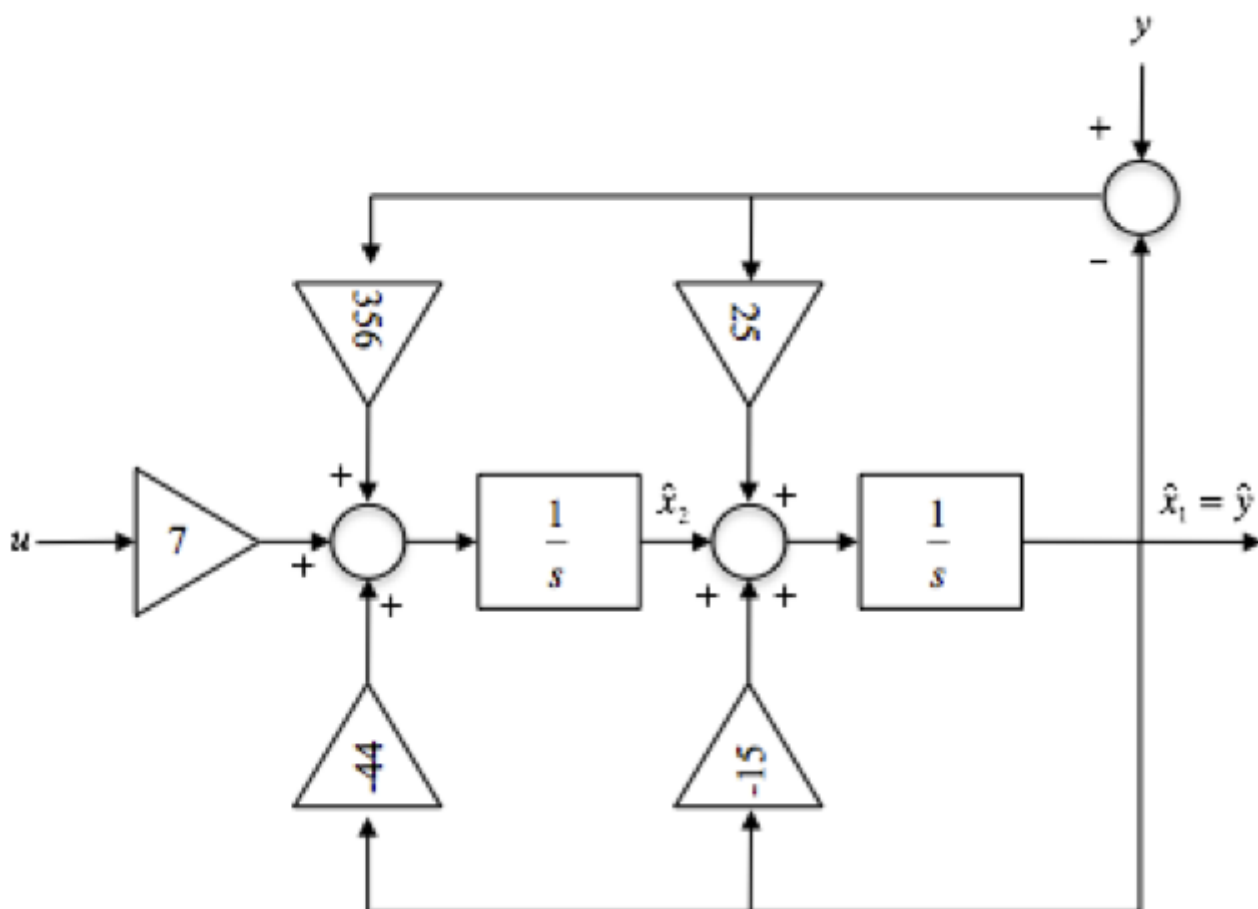 y
+
-
356
25
+
+
u
7
+
+
1
s
x̂₂
+
+
1
s
x̂₁ = ŷ
-44
-15